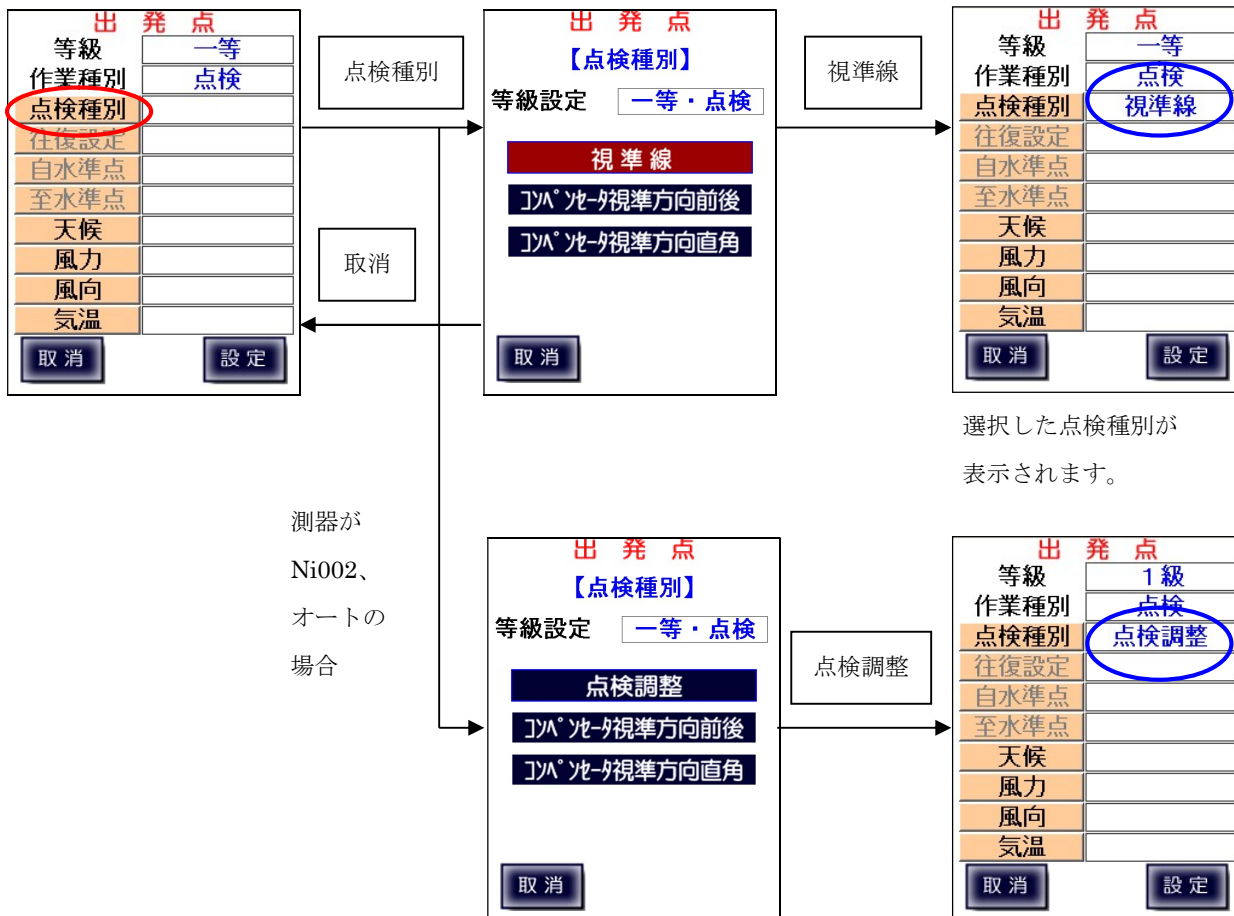 出 発 点
等級 一等
作業種別 点検
点検種別
往復設定
自水準点
至水準点
天候
風力
風向
気温
取 消 設 定
点検種別
取消
出 発 点
【点検種別】
等級設定 一等・点検
視 準 線
ｺﾝﾍﾟﾝｾｰﾀ視準方向前後
ｺﾝﾍﾟﾝｾｰﾀ視準方向直角
取 消
視準線
出 発 点
等級 一等
作業種別 点検
点検種別 視準線
往復設定
自水準点
至水準点
天候
風力
風向
気温
取 消 設 定
選択した点検種別が
表示されます。
測器が
Ni002、
オートの
場合
出 発 点
【点検種別】
等級設定 一等・点検
点検調整
ｺﾝﾍﾟﾝｾｰﾀ視準方向前後
ｺﾝﾍﾟﾝｾｰﾀ視準方向直角
取 消
点検調整
出 発 点
等級 １級
作業種別 点検
点検種別 点検調整
往復設定
自水準点
至水準点
天候
風力
風向
気温
取 消 設 定